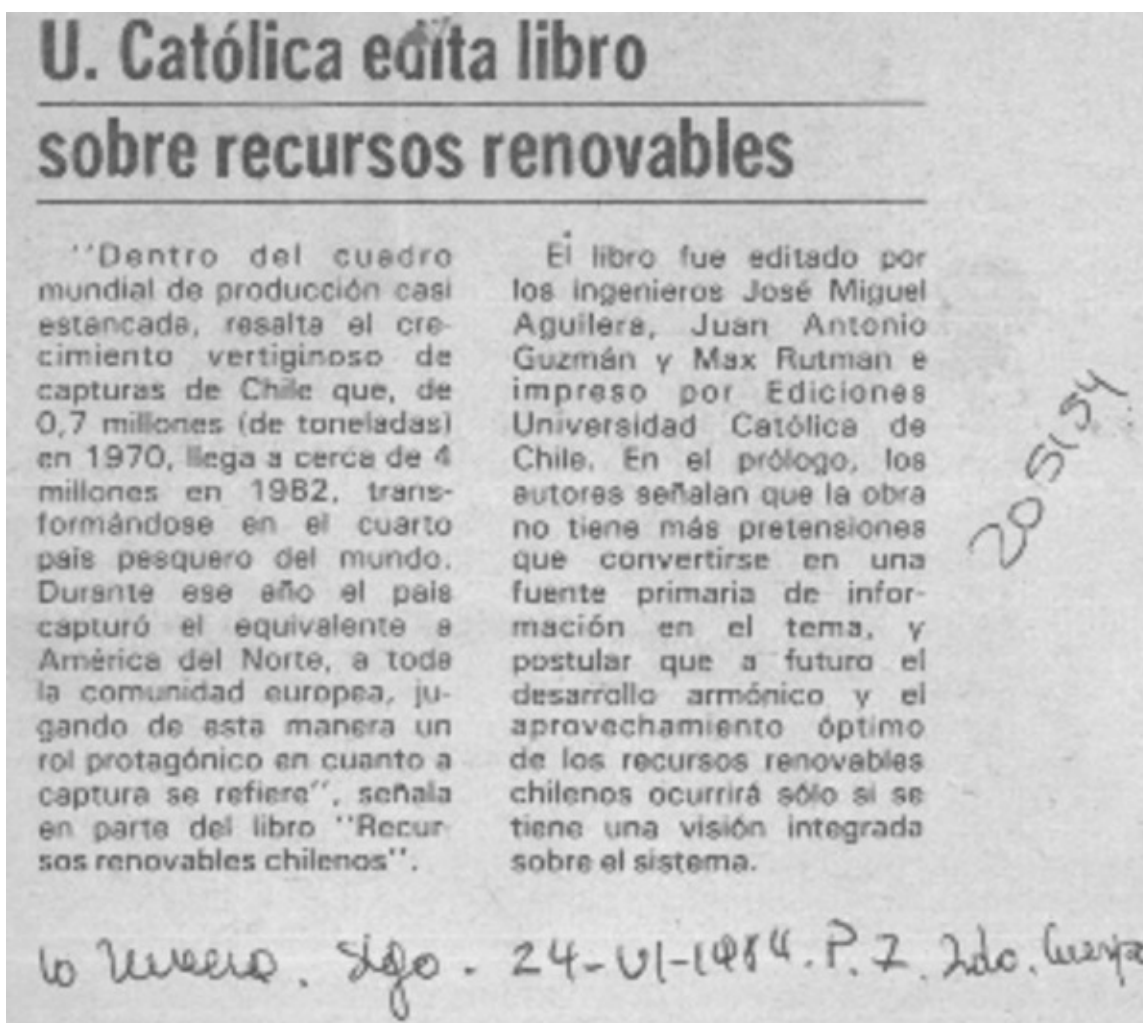 U. Católica edita libro
sobre recursos renovables
"Dentro del cuadro
mundial de producción casi
estancada, resalta el cre-
cimiento vertiginoso de
capturas de Chile que, de
0,7 millones (de toneladas)
en 1970, llega a cerca de 4
millones en 1982, trans-
formándose en el cuarto
país pesquero del mundo.
Durante ese año el país
capturó el equivalente a
América del Norte, a toda
la comunidad europea, ju-
gando de esta manera un
rol protagónico en cuanto a
captura se refiere", señala
en parte del libro "Recur-
sos renovables chilenos".
El libro fue editado por
los ingenieros José Miguel
Aguilera, Juan Antonio
Guzmán y Max Rutman e
impreso por Ediciones
Universidad Católica de
Chile. En el prólogo, los
autores señalan que la obra
no tiene más pretensiones
que convertirse en una
fuente primaria de infor-
mación en el tema, y
postular que a futuro el
desarrollo armónico y el
aprovechamiento óptimo
de los recursos renovables
chilenos ocurrirá sólo si se
tiene una visión integrada
sobre el sistema.
205154
Stgo. 24-VI-1984. P. 7. 2do. Cuerpo